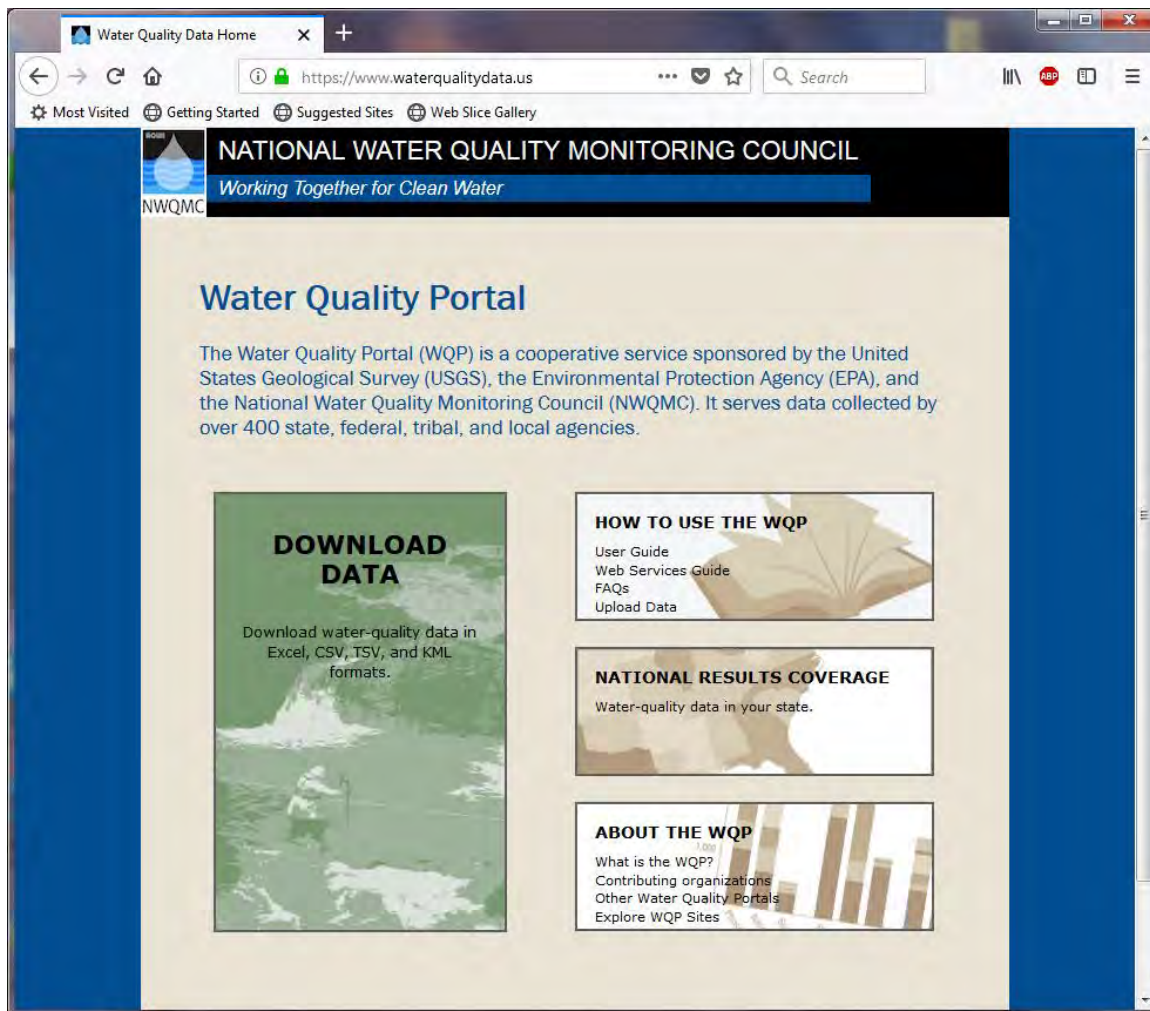 Water Quality Data Home
https://www.waterqualitydata.us
Search
ABP
Most Visited Getting Started Suggested Sites Web Slice Gallery
NATIONAL WATER QUALITY MONITORING COUNCIL
Working Together for Clean Water
NWQMC
Water Quality Portal
The Water Quality Portal (WQP) is a cooperative service sponsored by the United
States Geological Survey (USGS), the Environmental Protection Agency (EPA), and
the National Water Quality Monitoring Council (NWQMC). It serves data collected by
over 400 state, federal, tribal, and local agencies.
DOWNLOAD
DATA
Download water-quality data in
Excel, CSV, TSV, and KML
formats.
HOW TO USE THE WQP
User Guide
Web Services Guide
FAQs
Upload Data
NATIONAL RESULTS COVERAGE
Water-quality data in your state.
ABOUT THE WQP
1,000
What is the WQP?
Contributing organizations
Other Water Quality Portals
Explore WQP Sites